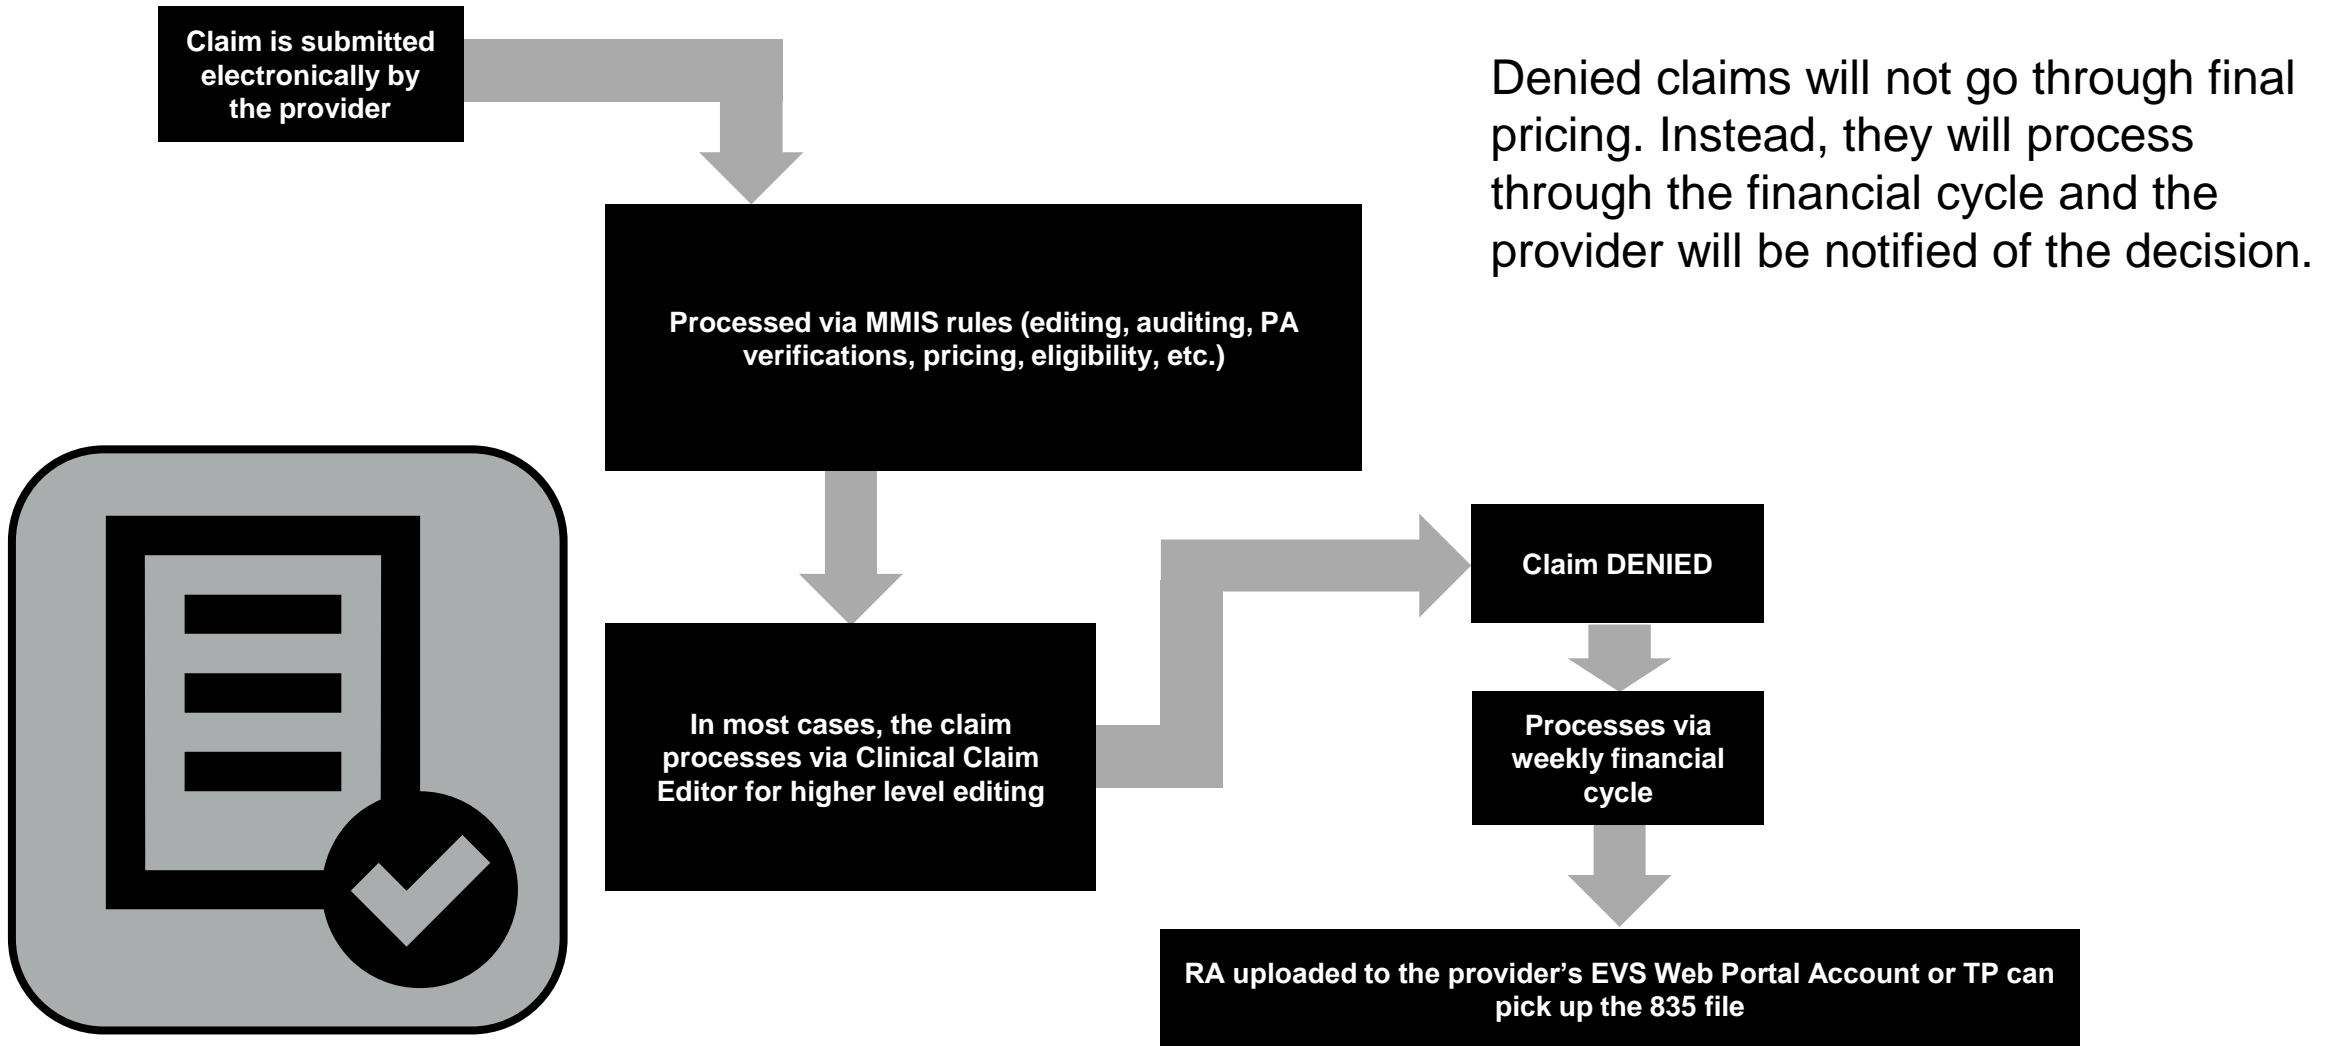 Claim is submitted
electronically by
the provider
Denied claims will not go through final
pricing. Instead, they will process
through the financial cycle and the
provider will be notified of the decision.
Processed via MMIS rules (editing, auditing, PA
verifications, pricing, eligibility, etc.)
In most cases, the claim
processes via Clinical Claim
Editor for higher level editing
Claim DENIED
Processes via
weekly financial
cycle
RA uploaded to the provider’s EVS Web Portal Account or TP can
pick up the 835 file